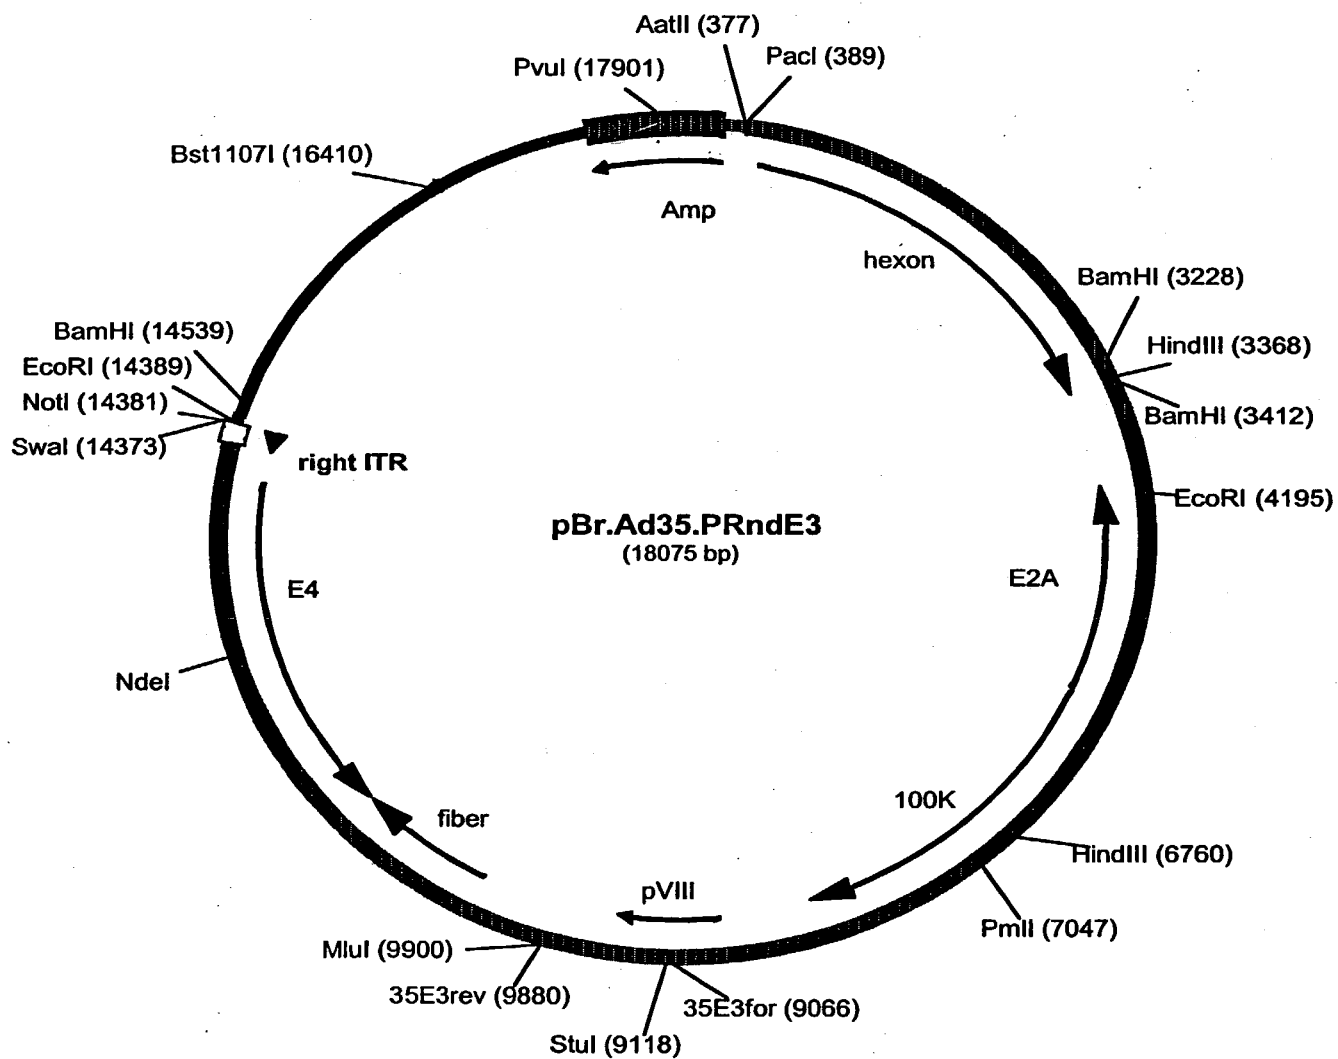 AatII (377)
PacI (389)
PvuI (17901)
Bst1107I (16410)
Amp
hexon
BamHI (3228)
HindIII (3368)
BamHI (3412)
EcoRI (4195)
BamHI (14539)
EcoRI (14389)
NotI (14381)
SwaI (14373)
right ITR
pBr.Ad35.PRndE3
(18075 bp)
E4
E2A
NdeI
100K
fiber
pVIII
HindIII (6760)
PmlI (7047)
MluI (9900)
35E3rev (9880)
35E3for (9066)
StuI (9118)